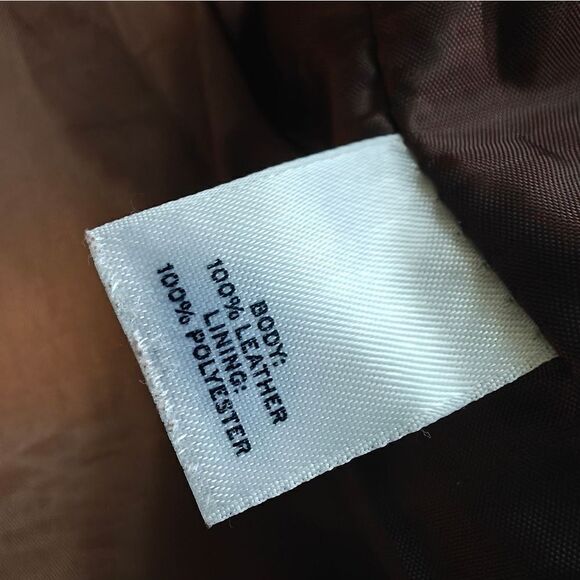 BODY:
100% LEATHER
LINING:
100% POLYESTER